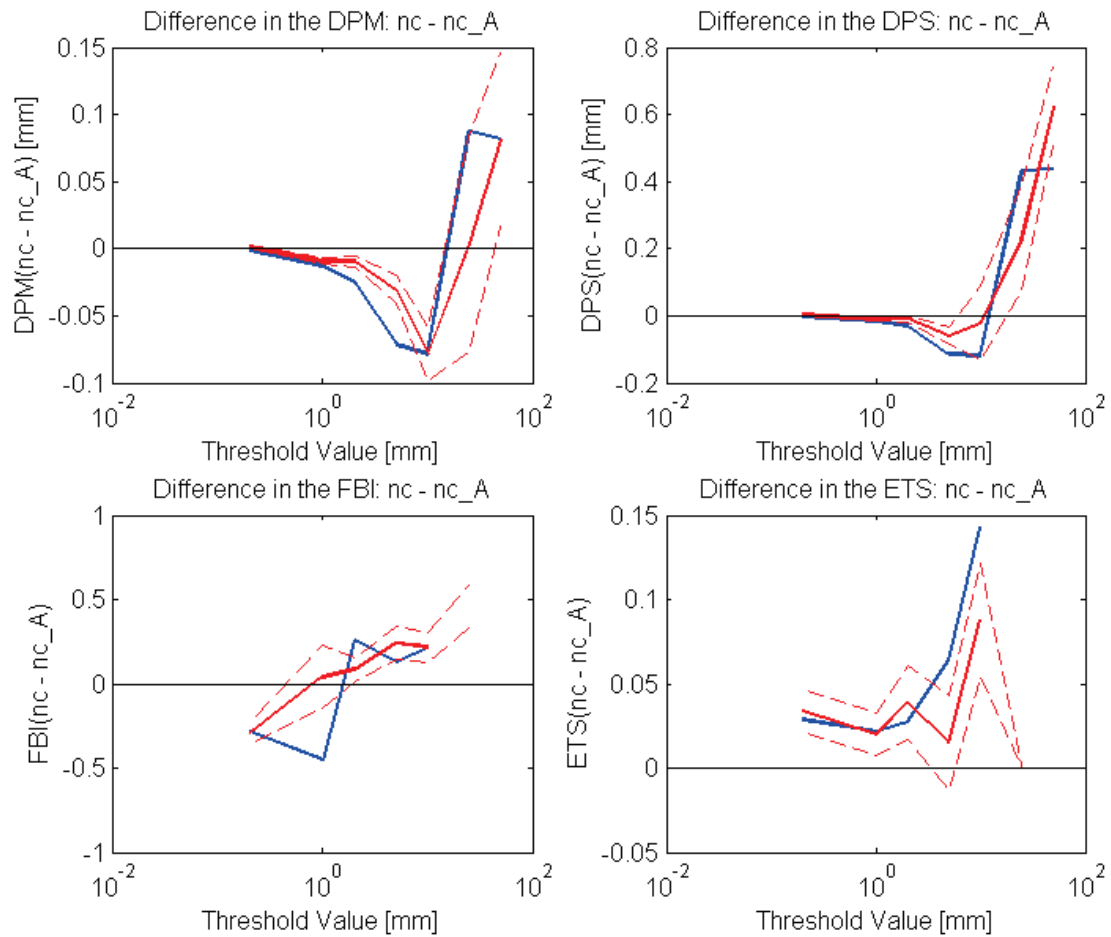 Difference in the DPM: nc - nc_A
DPM(nc - nc_A) [mm]
0.15
0.1
0.05
0
-0.05
-0.1
10^-2
10^0
10^2
Threshold Value [mm]
Difference in the DPS: nc - nc_A
DPS(nc - nc_A) [mm]
0.8
0.6
0.4
0.2
0
-0.2
10^-2
10^0
10^2
Threshold Value [mm]
Difference in the FBI: nc - nc_A
FBI(nc - nc_A)
1
0.5
0
-0.5
-1
10^-2
10^0
10^2
Threshold Value [mm]
Difference in the ETS: nc - nc_A
ETS(nc - nc_A)
0.15
0.1
0.05
0
-0.05
10^-2
10^0
10^2
Threshold Value [mm]